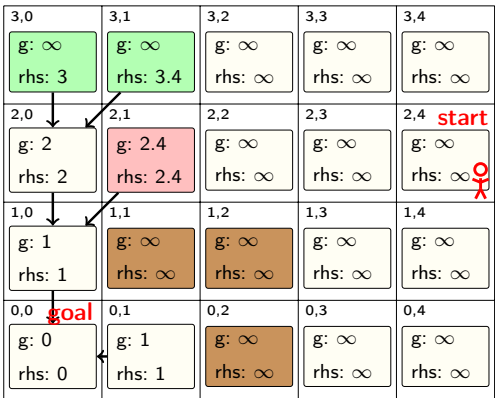 3,0 3,1 3,2 3,3 3,4
g: ∞ g: ∞ g: ∞ g: ∞ g: ∞
rhs: 3 rhs: 3.4 rhs: ∞ rhs: ∞ rhs: ∞
2,0 2,1 2,2 2,3 2,4 start
g: 2 g: 2.4 g: ∞ g: ∞ g: ∞
rhs: 2 rhs: 2.4 rhs: ∞ rhs: ∞ rhs: ∞
1,0 1,1 1,2 1,3 1,4
g: 1 g: ∞ g: ∞ g: ∞ g: ∞
rhs: 1 rhs: ∞ rhs: ∞ rhs: ∞ rhs: ∞
0,0 goal 0,1 0,2 0,3 0,4
g: 0 g: 1 g: ∞ g: ∞ g: ∞
rhs: 0 rhs: 1 rhs: ∞ rhs: ∞ rhs: ∞